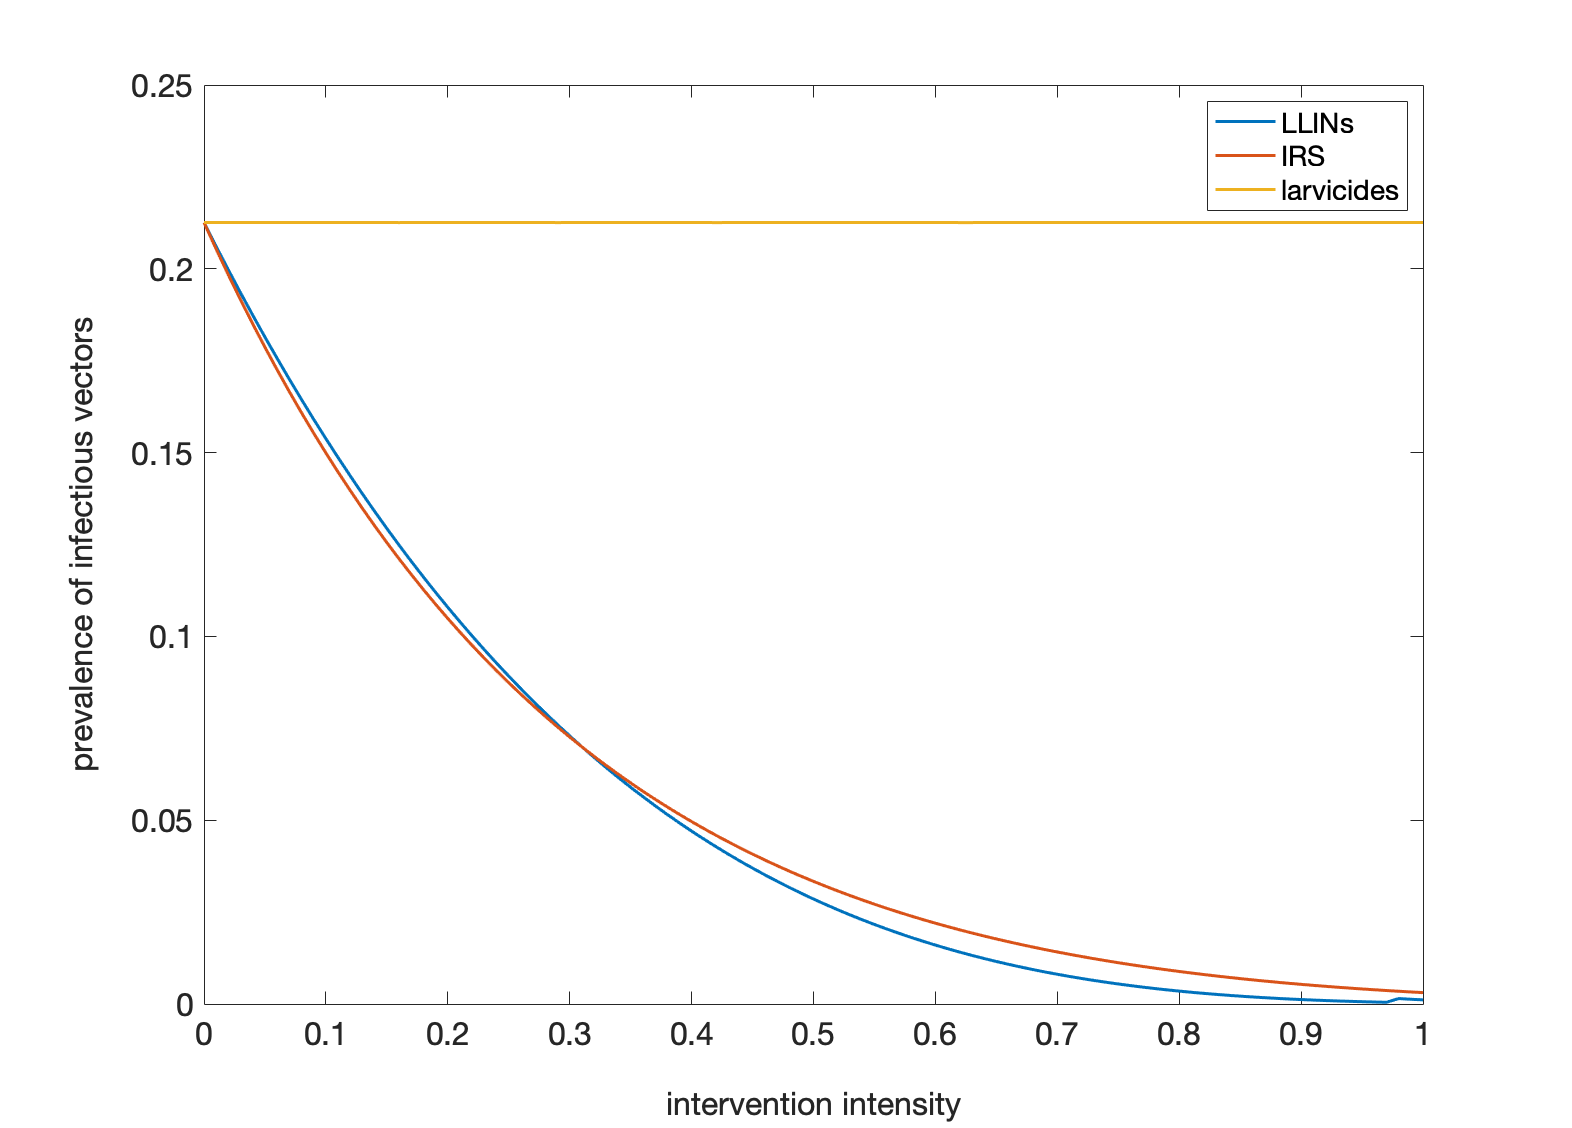 0.25
0.2
0.15
0.1
0.05
0
prevalence of infectious vectors
LLINs
IRS
larvicides
0 0.1 0.2 0.3 0.4 0.5 0.6 0.7 0.8 0.9 1
intervention intensity